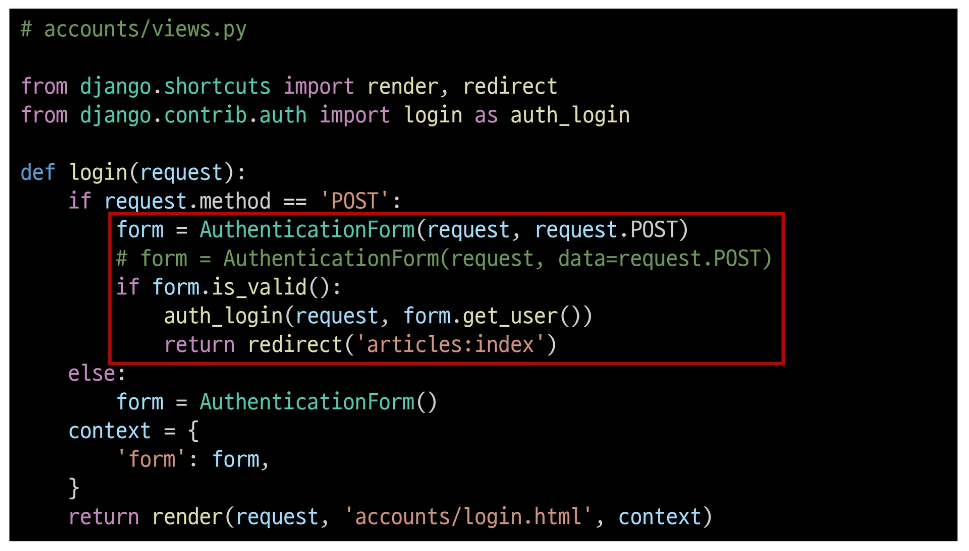 # accounts/views.py
from django.shortcuts import render, redirect
from django.contrib.auth import login as auth_login
def login(request):
if request.method == 'POST':
form = AuthenticationForm(request, request.POST)
# form = AuthenticationForm(request, data=request.POST)
if form.is_valid():
auth_login(request, form.get_user())
return redirect('articles:index')
else:
form = AuthenticationForm()
context = {
'form': form,
}
return render(request, 'accounts/login.html', context)